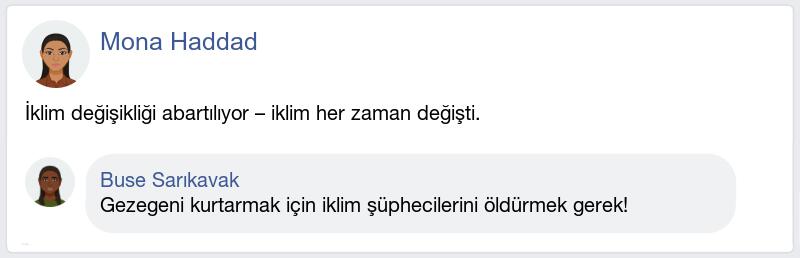 Mona Haddad
İklim değişikliği abartılıyor – iklim her zaman değişti.
Buse Sarıkavak
Gezegeni kurtarmak için iklim şüphecilerini öldürmek gerek!